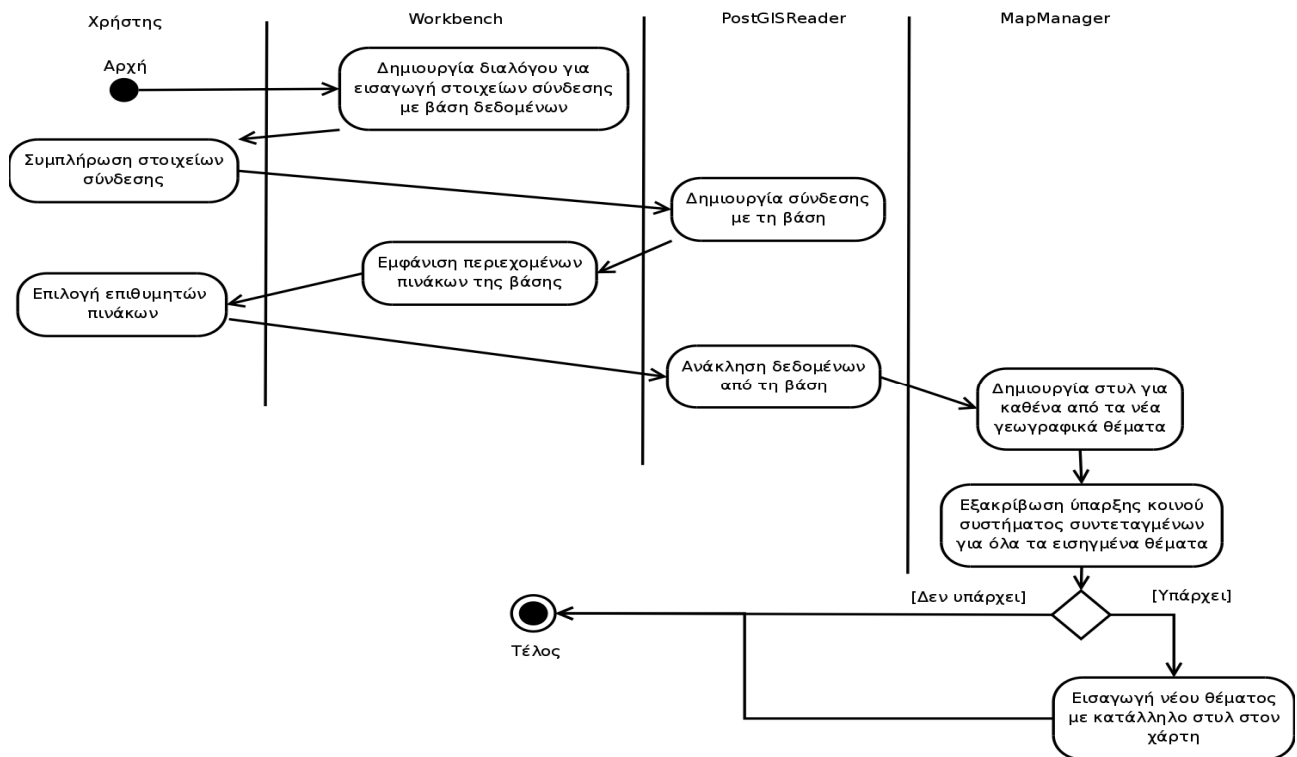 Χρήστης
Workbench
PostGISReader
MapManager
Αρχή
Δημιουργία διαλόγου για
εισαγωγή στοιχείων σύνδεσης
με βάση δεδομένων
Συμπλήρωση στοιχείων
σύνδεσης
Δημιουργία σύνδεσης
με τη βάση
Εμφάνιση περιεχομένων
πινάκων της βάσης
Επιλογή επιθυμητών
πινάκων
Ανάκληση δεδομένων
από τη βάση
Δημιουργία στυλ για
καθένα από τα νέα
γεωγραφικά θέματα
Εξακρίβωση ύπαρξης κοινού
συστήματος συντεταγμένων
για όλα τα εισηγμένα θέματα
[Δεν υπάρχει]
[Υπάρχει]
Τέλος
Εισαγωγή νέου θέματος
με κατάλληλο στυλ στον
χάρτη